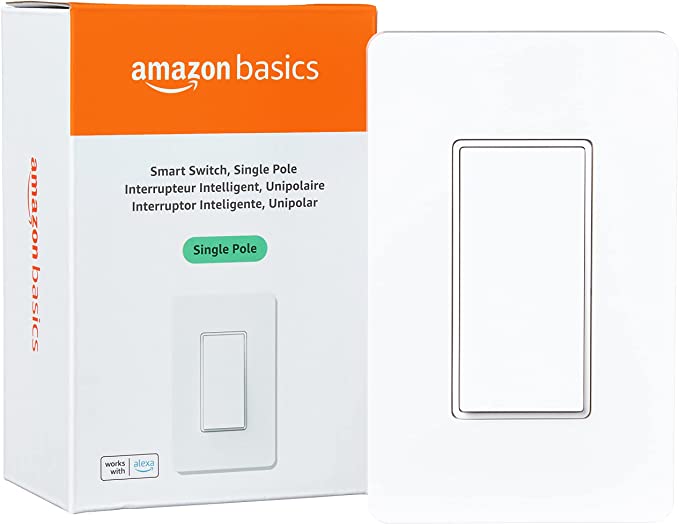 amazon basics
Smart Switch, Single Pole
Interrupteur Intelligent, Unipolaire
Interruptor Inteligente, Unipolar
Single Pole
works with alexa
amazon basics